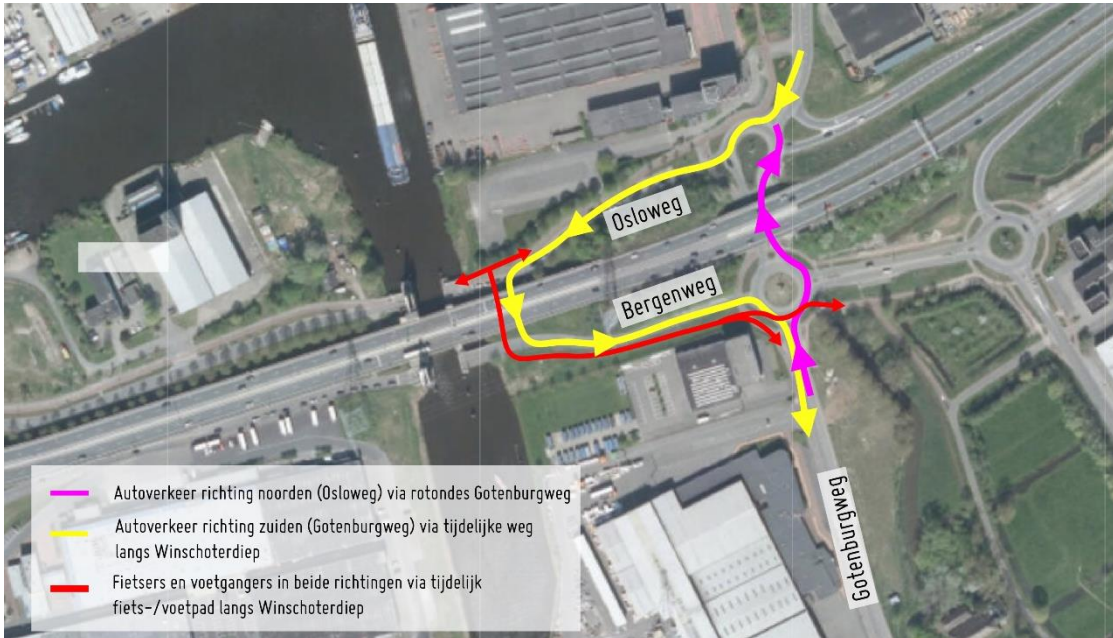 Osloweg
Bergenweg
Gotenburgweg
Autoverkeer richting noorden (Osloweg) via rotondes Gotenburgweg
Autoverkeer richting zuiden (Gotenburgweg) via tijdelijke weg
langs Winschoterdiep
Fietsers en voetgangers in beide richtingen via tijdelijk
fiets-/voetpad langs Winschoterdiep